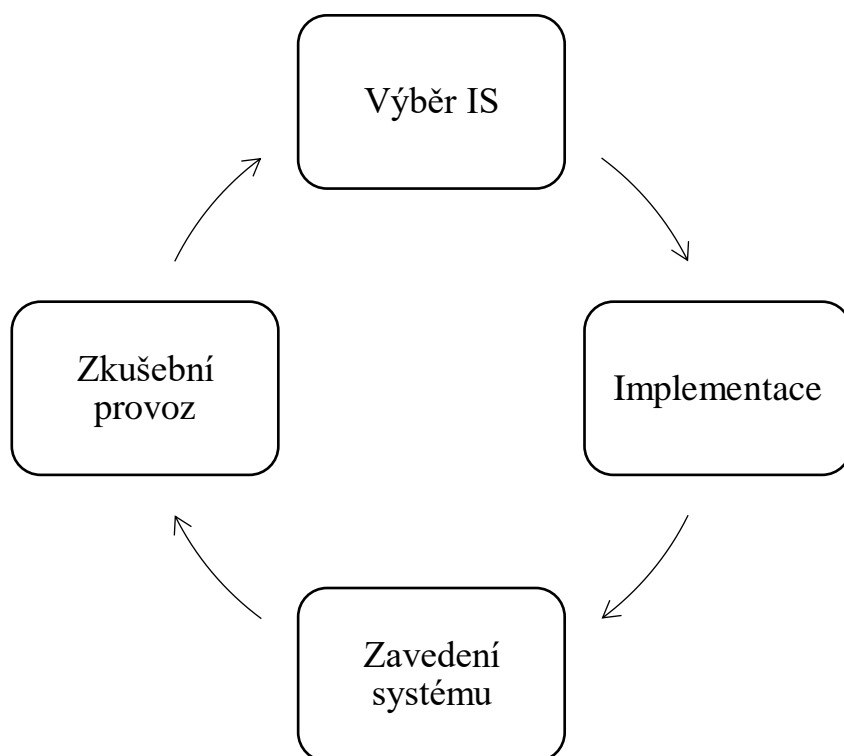 Výběr IS
Implementace
Zavedení
systému
Zkušební
provoz